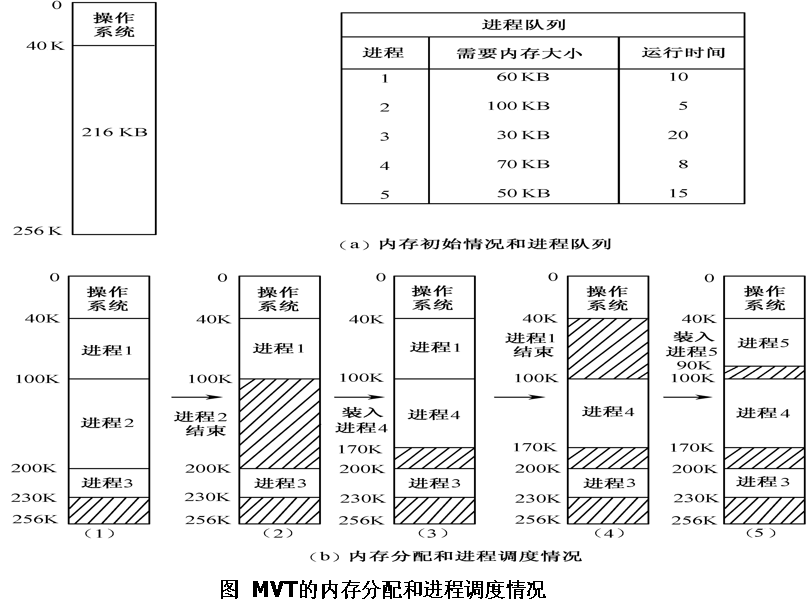 0
操作
系统
40 K
216 KB
256 K
进程队列
进程 需要内存大小 运行时间
1 60 KB 10
2 100 KB 5
3 30 KB 20
4 70 KB 8
5 50 KB 15
(a) 内存初始情况和进程队列
0
操作
系统
40K
进程1
100K
进程2
200K
进程3
230K
256K
(1)
进程2
结束
0
操作
系统
40K
进程1
100K
200K
进程3
230K
256K
(2)
装入
进程4
0
操作
系统
40K
进程1
100K
进程4
170K
200K
进程3
230K
256K
(3)
0
操作
系统
40K
进程1
结束
100K
进程4
170K
200K
进程3
230K
256K
(4)
0
操作
系统
40K
装入
进程5
进程5
90K
100K
进程4
170K
200K
进程3
230K
256K
(5)
(b) 内存分配和进程调度情况
图 MVT的内存分配和进程调度情况